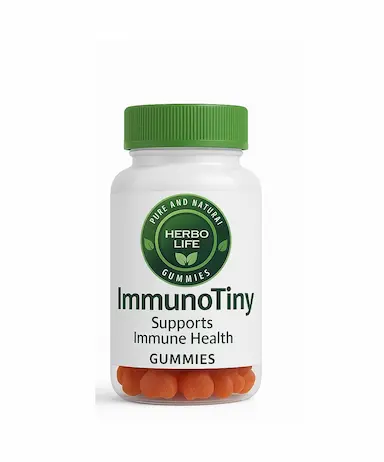 PURE AND NATURAL
HERBO
LIFE
GUMMIES
ImmunoTiny
Supports
Immune Health
GUMMIES